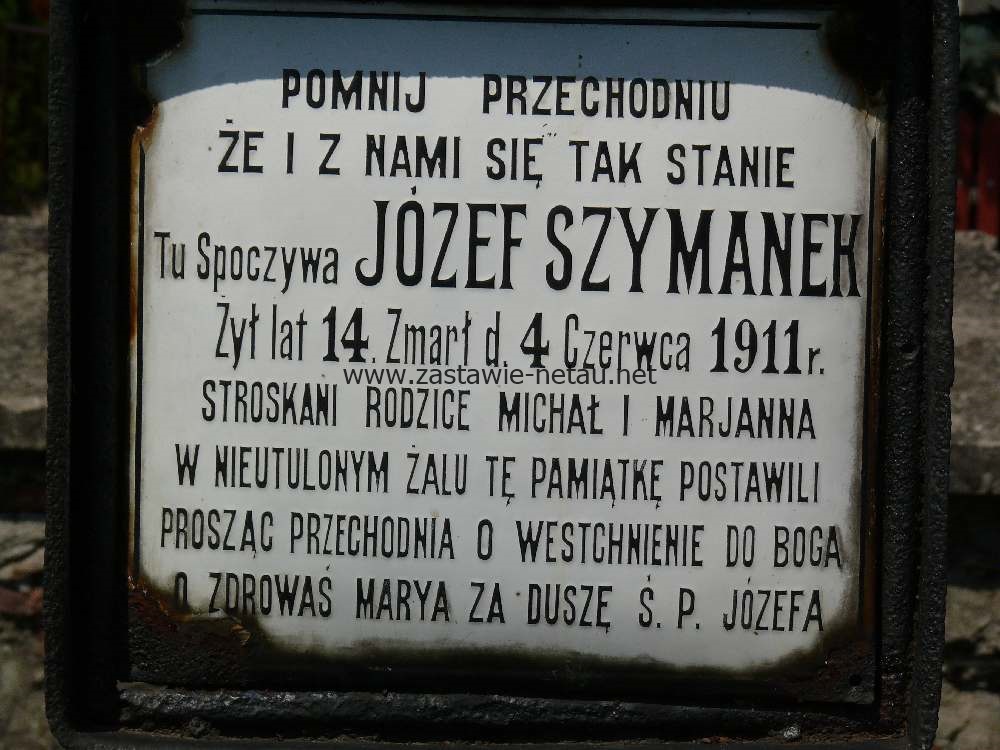 POMNIJ PRZECHODNIU
ŻE I Z NAMI SIĘ TAK STANIE
Tu Spoczywa JÓZEF SZYMANEK
Żył lat 14. Zmarł d. 4 Czerwca 1911 r.
www.zastawie-netau.net
STROSKANI RODZICE MICHAŁ I MARJANNA
W NIEUTULONYM ŻALU TĘ PAMIĄTKĘ POSTAWILI
PROSZĄC PRZECHODNIA O WESTCHNIENIE DO BOGA
O ZDROWAŚ MARYA ZA DUSZĘ Ś. P. JÓZEFA